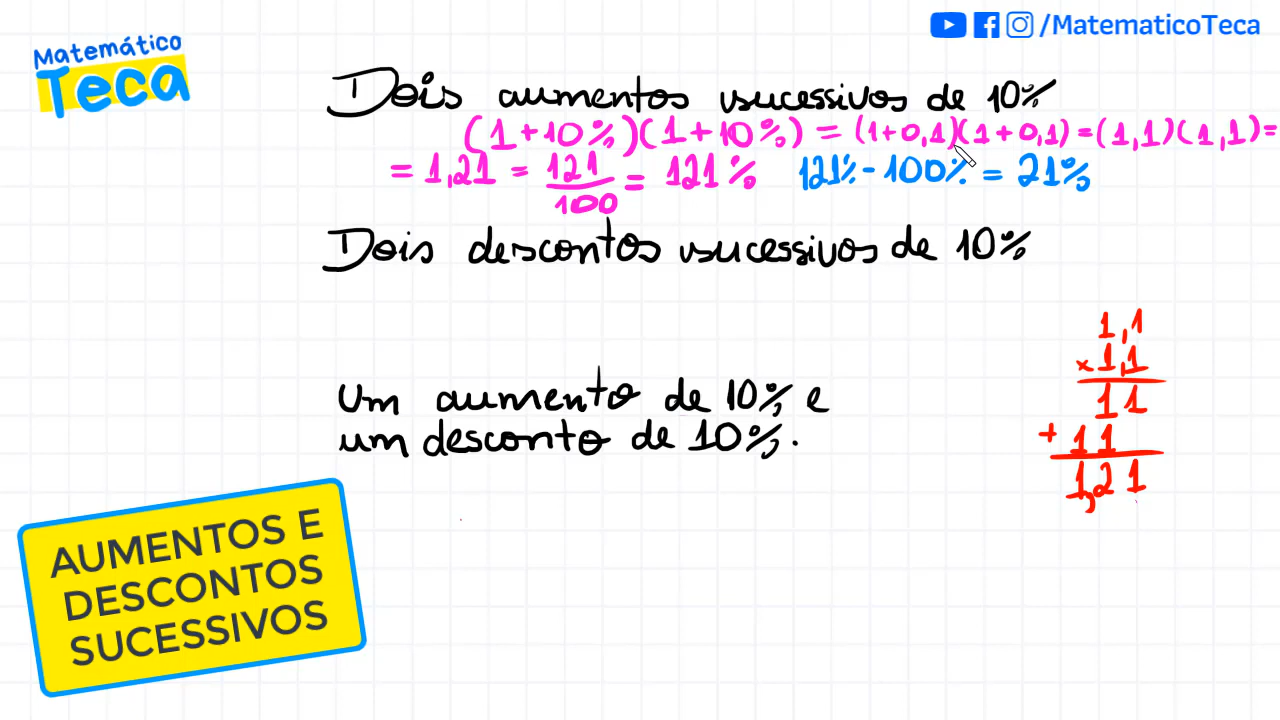 Matemático
Teca
/MatematicoTeca
Dois aumentos sucessivos de 10%
(1+10%)(1+10%) = (1+0,1)(1+0,1) = (1,1)(1,1) =
= 1,21 = 121/100 = 121% 121% - 100% = 21%
Dois descontos sucessivos de 10%
Um aumento de 10% e
um desconto de 10%.
1,1
x 1,1
11
+ 11
1,21
AUMENTOS E
DESCONTOS
SUCESSIVOS